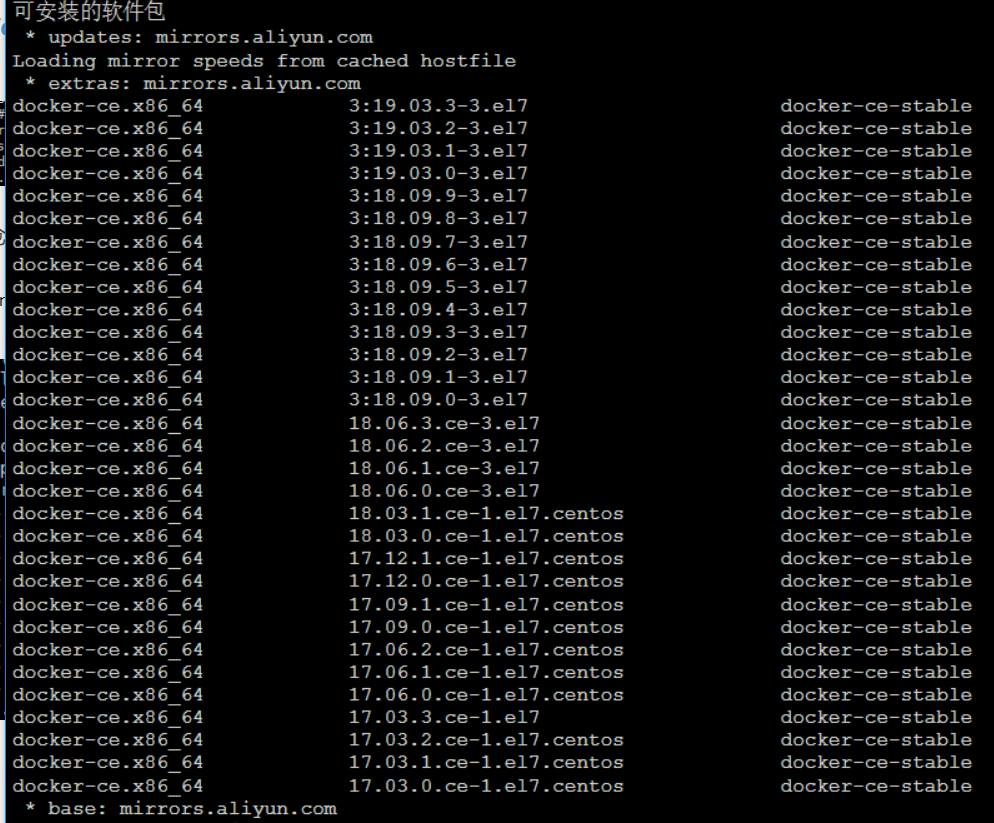 可安装的软件包
 * updates: mirrors.aliyun.com
Loading mirror speeds from cached hostfile
 * extras: mirrors.aliyun.com
docker-ce.x86_64 3:19.03.3-3.el7 docker-ce-stable
docker-ce.x86_64 3:19.03.2-3.el7 docker-ce-stable
docker-ce.x86_64 3:19.03.1-3.el7 docker-ce-stable
docker-ce.x86_64 3:19.03.0-3.el7 docker-ce-stable
docker-ce.x86_64 3:18.09.9-3.el7 docker-ce-stable
docker-ce.x86_64 3:18.09.8-3.el7 docker-ce-stable
docker-ce.x86_64 3:18.09.7-3.el7 docker-ce-stable
docker-ce.x86_64 3:18.09.6-3.el7 docker-ce-stable
docker-ce.x86_64 3:18.09.5-3.el7 docker-ce-stable
docker-ce.x86_64 3:18.09.4-3.el7 docker-ce-stable
docker-ce.x86_64 3:18.09.3-3.el7 docker-ce-stable
docker-ce.x86_64 3:18.09.2-3.el7 docker-ce-stable
docker-ce.x86_64 3:18.09.1-3.el7 docker-ce-stable
docker-ce.x86_64 3:18.09.0-3.el7 docker-ce-stable
docker-ce.x86_64 18.06.3.ce-3.el7 docker-ce-stable
docker-ce.x86_64 18.06.2.ce-3.el7 docker-ce-stable
docker-ce.x86_64 18.06.1.ce-3.el7 docker-ce-stable
docker-ce.x86_64 18.06.0.ce-3.el7 docker-ce-stable
docker-ce.x86_64 18.03.1.ce-1.el7.centos docker-ce-stable
docker-ce.x86_64 18.03.0.ce-1.el7.centos docker-ce-stable
docker-ce.x86_64 17.12.1.ce-1.el7.centos docker-ce-stable
docker-ce.x86_64 17.12.0.ce-1.el7.centos docker-ce-stable
docker-ce.x86_64 17.09.1.ce-1.el7.centos docker-ce-stable
docker-ce.x86_64 17.09.0.ce-1.el7.centos docker-ce-stable
docker-ce.x86_64 17.06.2.ce-1.el7.centos docker-ce-stable
docker-ce.x86_64 17.06.1.ce-1.el7.centos docker-ce-stable
docker-ce.x86_64 17.06.0.ce-1.el7.centos docker-ce-stable
docker-ce.x86_64 17.03.3.ce-1.el7 docker-ce-stable
docker-ce.x86_64 17.03.2.ce-1.el7.centos docker-ce-stable
docker-ce.x86_64 17.03.1.ce-1.el7.centos docker-ce-stable
docker-ce.x86_64 17.03.0.ce-1.el7.centos docker-ce-stable
 * base: mirrors.aliyun.com